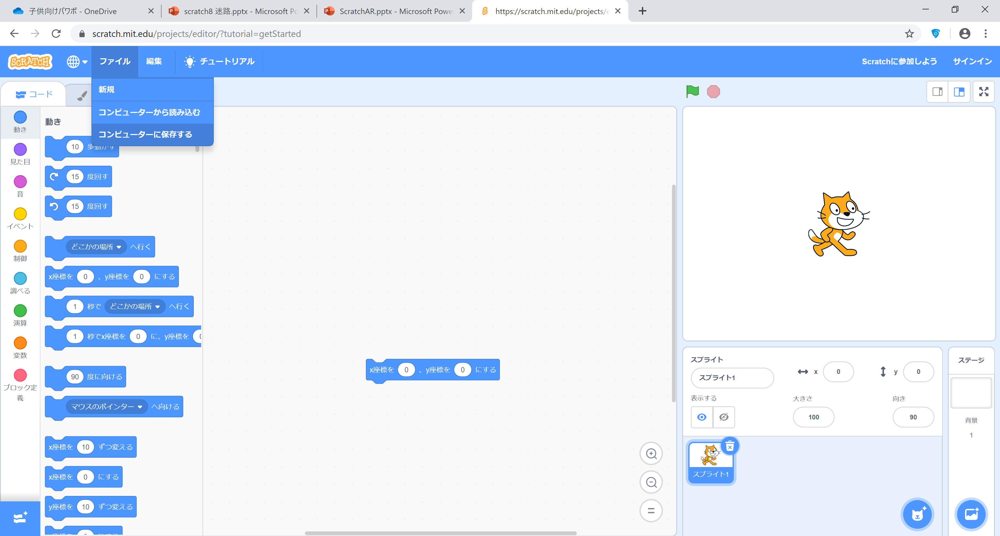 子供向けパワポ - OneDrive
scratch8 迷路.pptx - Microsoft Po
ScratchAR.pptx - Microsoft Power
https://scratch.mit.edu/projects/e
scratch.mit.edu/projects/editor/?tutorial=getStarted
SCRATCH
ファイル
編集
チュートリアル
Scratchに参加しよう
サインイン
新規
コンピューターから読み込む
コンピューターに保存する
コード
動き
見た目
音
イベント
制御
調べる
演算
変数
ブロック定
義
動き
10 歩動かす
15 度回す
15 度回す
どこかの場所 へ行く
x座標を 0 、y座標を 0 にする
1 秒で どこかの場所 へ行く
1 秒でx座標を 0 に、y座標を 0
90 度に向ける
マウスのポインター へ向ける
x座標を 10 ずつ変える
x座標を 0 にする
y座標を 10 ずつ変える
x座標を 0 、y座標を 0 にする
スプライト
スプライト1
x 0
y 0
表示する
大きさ
100
向き
90
スプライト1
ステージ
背景
1